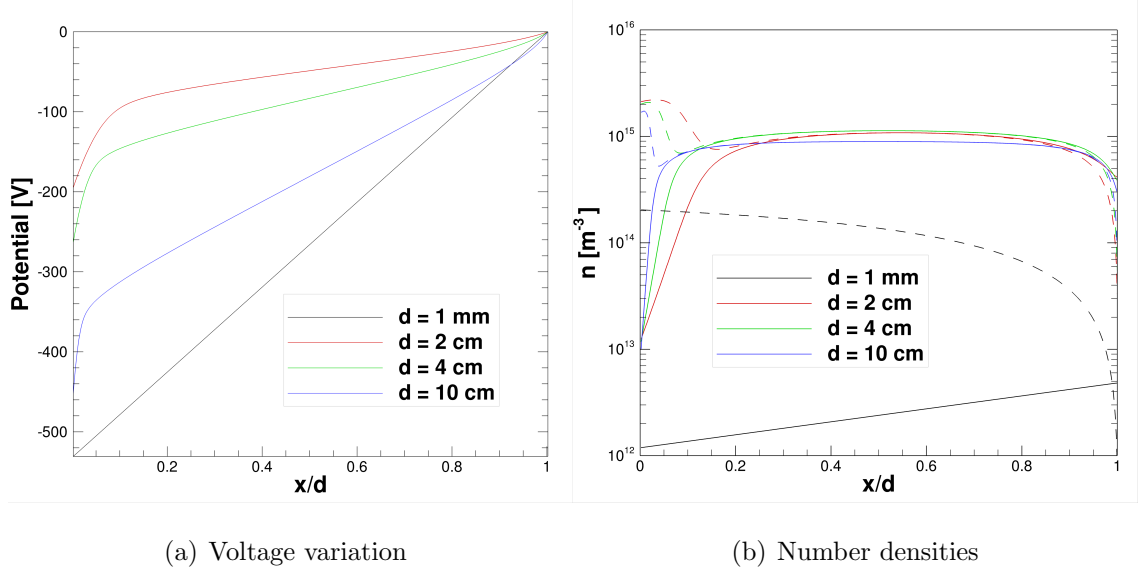 0
-100
-200
-300
-400
-500
0.2
0.4
0.6
0.8
1
Potential [V]
x/d
d = 1 mm
d = 2 cm
d = 4 cm
d = 10 cm
(a) Voltage variation
10^16
10^15
10^14
10^13
10^12
0
0.2
0.4
0.6
0.8
1
n [m^-3]
x/d
d = 1 mm
d = 2 cm
d = 4 cm
d = 10 cm
(b) Number densities